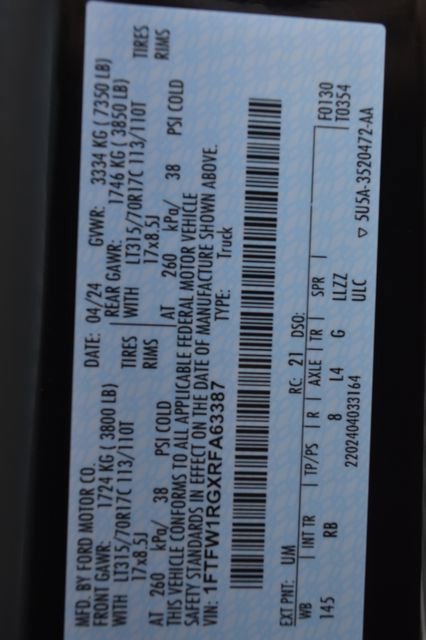 MFD. BY FORD MOTOR CO.
DATE: 04/24 GVWR: 3334 KG ( 7350 LB)
FRONT GAWR: 1724 KG ( 3800 LB) REAR GAWR: 1746 KG ( 3850 LB)
WITH LT315/70R17C 113/110T TIRES WITH LT315/70R17C 113/110T TIRES
17x8.5J RIMS 17x8.5J RIMS
AT 260 kPa/ 38 PSI COLD AT 260 kPa/ 38 PSI COLD
THIS VEHICLE CONFORMS TO ALL APPLICABLE FEDERAL MOTOR VEHICLE
SAFETY STANDARDS IN EFFECT ON THE DATE OF MANUFACTURE SHOWN ABOVE.
VIN: 1FTFW1RGXRFA63387 TYPE: Truck
EXT PNT: UM RC: 21 DSO: F0130
WB | INT TR | TP/PS | R | AXLE | TR | SPR | T0354
145 RB 8 L4 G LLZZ
ULC
2202404033164 ▽ 5U5A-3520472-AA